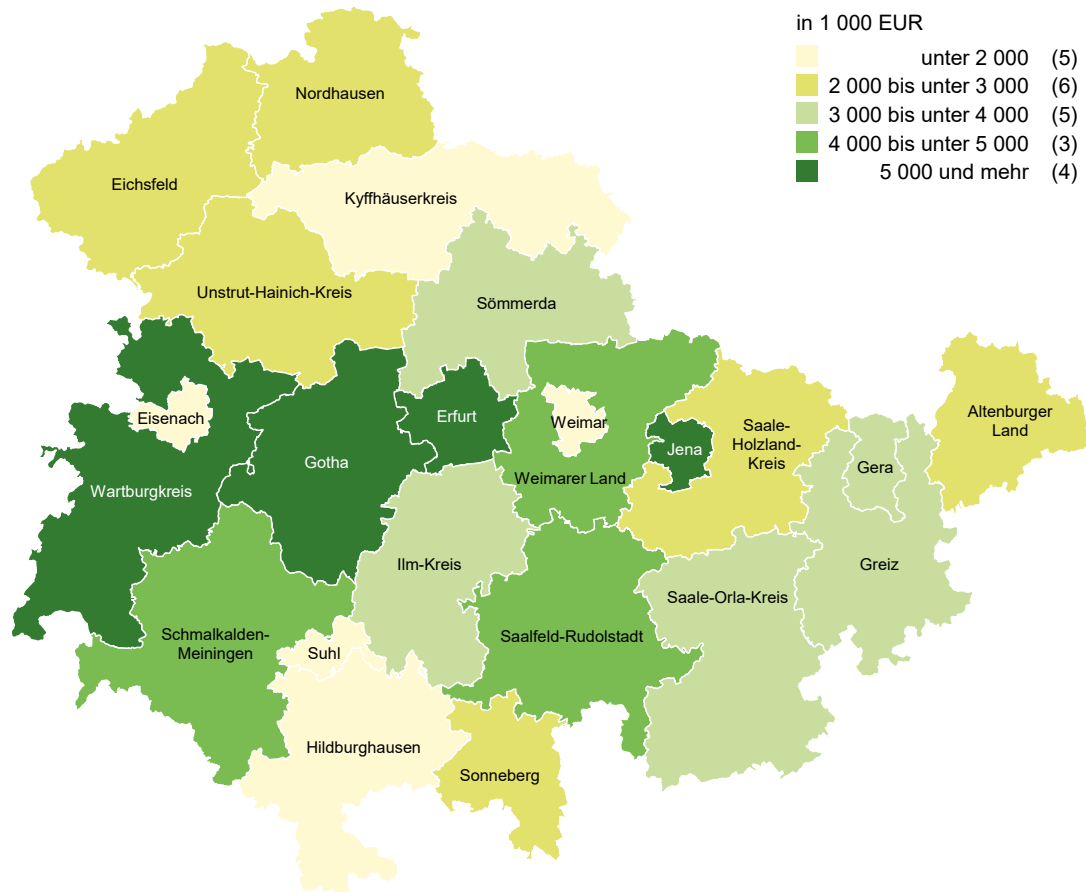 in 1 000 EUR
unter 2 000 (5)
2 000 bis unter 3 000 (6)
3 000 bis unter 4 000 (5)
4 000 bis unter 5 000 (3)
5 000 und mehr (4)
Nordhausen
Eichsfeld
Kyffhäuserkreis
Unstrut-Hainich-Kreis
Sömmerda
Eisenach
Erfurt
Weimar
Jena
Saale-
Holzland-
Kreis
Altenburger
Land
Gotha
Gera
Wartburgkreis
Weimarer Land
Ilm-Kreis
Greiz
Saale-Orla-Kreis
Schmalkalden-
Meiningen
Saalfeld-Rudolstadt
Suhl
Hildburghausen
Sonneberg